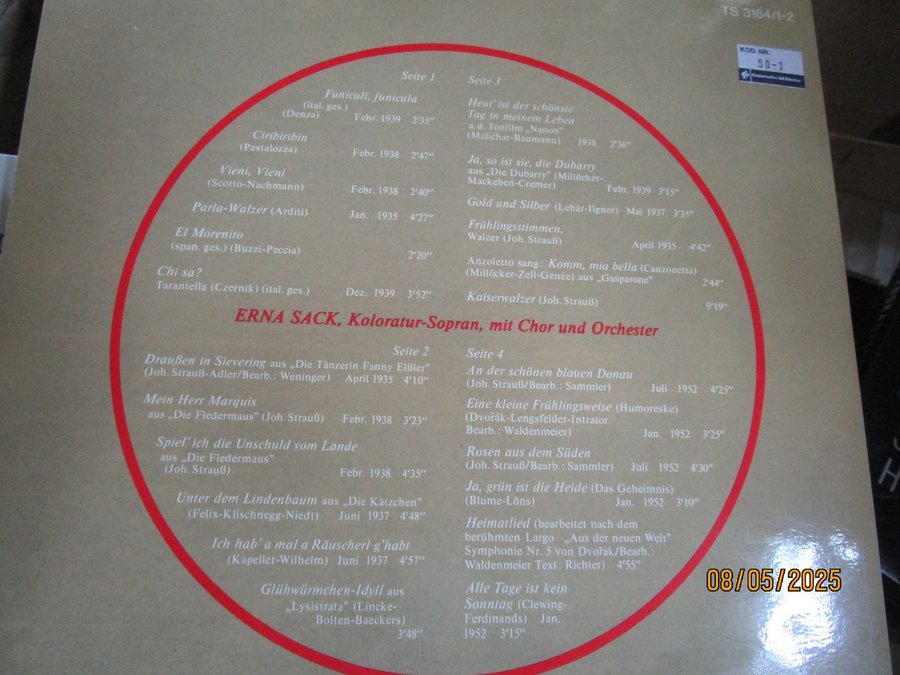 TS 3164/1-2
KOD. NR.
50-1
Seite 1
Funiculi, funicula
(ital. ges.)
(Denza) Febr. 1939 2'35"
Ciribiribin
(Pestalozza) Febr. 1938 2'47"
Vieni, Vieni
(Scotto-Nachmann) Febr. 1938 2'40"
Parla-Walzer (Arditi) Jan. 1935 4'27"
El Morenito
(span. ges.) (Buzzi-Peccia) 2'20"
Chi sa?
Tarantella (Czernik) (ital. ges.) Dez. 1939 3'52"
Seite 3
Heut' ist der schönste
Tag in meinem Leben
a. d. Tonfilm „Nanon"
(Melichar-Baumann) 1938 2'36"
Ja, so ist sie, die Dubarry
aus „Die Dubarry" (Millöcker-
Mackeben-Cremer) Febr. 1939 3'15"
Gold und Silber (Lehár-Ilgner) Mai 1937 3'35"
Frühlingsstimmen,
Walzer (Joh. Strauß) April 1935 4'42"
Anzoletto sang: Komm, mia bella (Canzonetta)
(Millöcker-Zell-Genée) aus „Gasparone" 2'44"
Kaiserwalzer (Joh. Strauß) 9'19"
ERNA SACK, Koloratur-Sopran, mit Chor und Orchester
Seite 2
Draußen in Sievering aus „Die Tänzerin Fanny Elßler"
(Joh. Strauß-Adler/Bearb.: Weninger) April 1935 4'10"
Mein Herr Marquis
aus „Die Fledermaus" (Joh. Strauß) Febr. 1938 3'23"
Spiel' ich die Unschuld vom Lande
aus „Die Fledermaus"
(Joh. Strauß) Febr. 1938 4'35"
Unter dem Lindenbaum aus „Die Kätzchen"
(Felix-Klischnegg-Niedt) Juni 1937 4'48"
Ich hab' a mal a Räuscherl g'habt
(Kapeller-Wilhelm) Juni 1937 4'57"
Glühwürmchen-Idyll aus
„Lysistrata" (Lincke-
Bolten-Baeckers)
3'48"
Seite 4
An der schönen blauen Donau
(Joh. Strauß/Bearb.: Sammler) Juli 1952 4'25"
Eine kleine Frühlingsweise (Humoreske)
(Dvořák-Lengsfelder-Intrator
Bearb.: Waldenmeier) Jan. 1952 3'25"
Rosen aus dem Süden
(Joh. Strauß/Bearb.: Sammler) Juli 1952 4'30"
Ja, grün ist die Heide (Das Geheimnis)
(Blume-Löns) Jan. 1952 3'10"
Heimatlied (bearbeitet nach dem
berühmten Largo „Aus der neuen Welt"
Symphonie Nr. 5 von Dvořák/Bearb.:
Waldenmeier Text: Richter) 4'55"
Alle Tage ist kein
Sonntag (Clewing-
Ferdinands) Jan.
1952 3'15"
08/05/2025